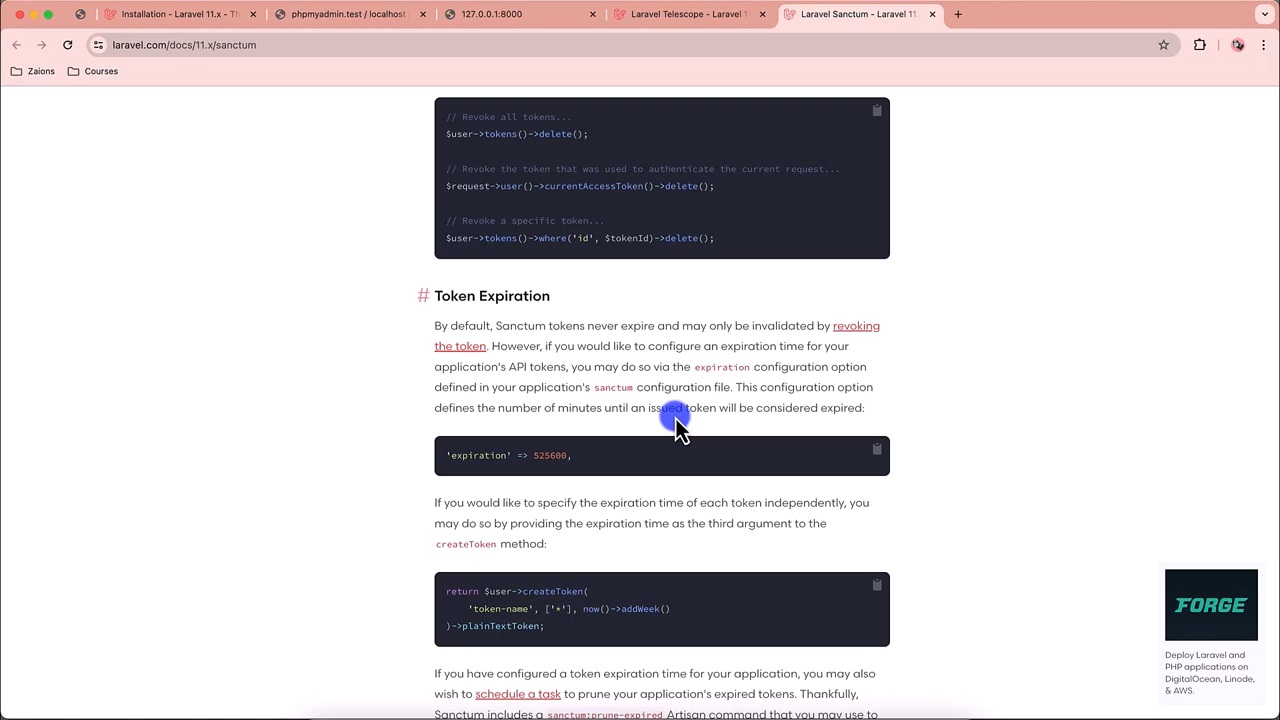 Installation - Laravel 11.x - Th
phpmyadmin.test / localhost
127.0.0.1:8000
Laravel Telescope - Laravel 1
Laravel Sanctum - Laravel 11.
laravel.com/docs/11.x/sanctum
Zaions
Courses
// Revoke all tokens...
$user->tokens()->delete();
// Revoke the token that was used to authenticate the current request...
$request->user()->currentAccessToken()->delete();
// Revoke a specific token...
$user->tokens()->where('id', $tokenId)->delete();
# Token Expiration
By default, Sanctum tokens never expire and may only be invalidated by revoking
the token. However, if you would like to configure an expiration time for your
application's API tokens, you may do so via the expiration configuration option
defined in your application's sanctum configuration file. This configuration option
defines the number of minutes until an issued token will be considered expired:
'expiration' => 525600,
If you would like to specify the expiration time of each token independently, you
may do so by providing the expiration time as the third argument to the
createToken method:
return $user->createToken(
'token-name', ['*'], now()->addWeek()
)->plainTextToken;
If you have configured a token expiration time for your application, you may also
wish to schedule a task to prune your application's expired tokens. Thankfully,
Sanctum includes a sanctum:prune-expired Artisan command that you may use to
FORGE
Deploy Laravel and
PHP applications on
DigitalOcean, Linode,
& AWS.